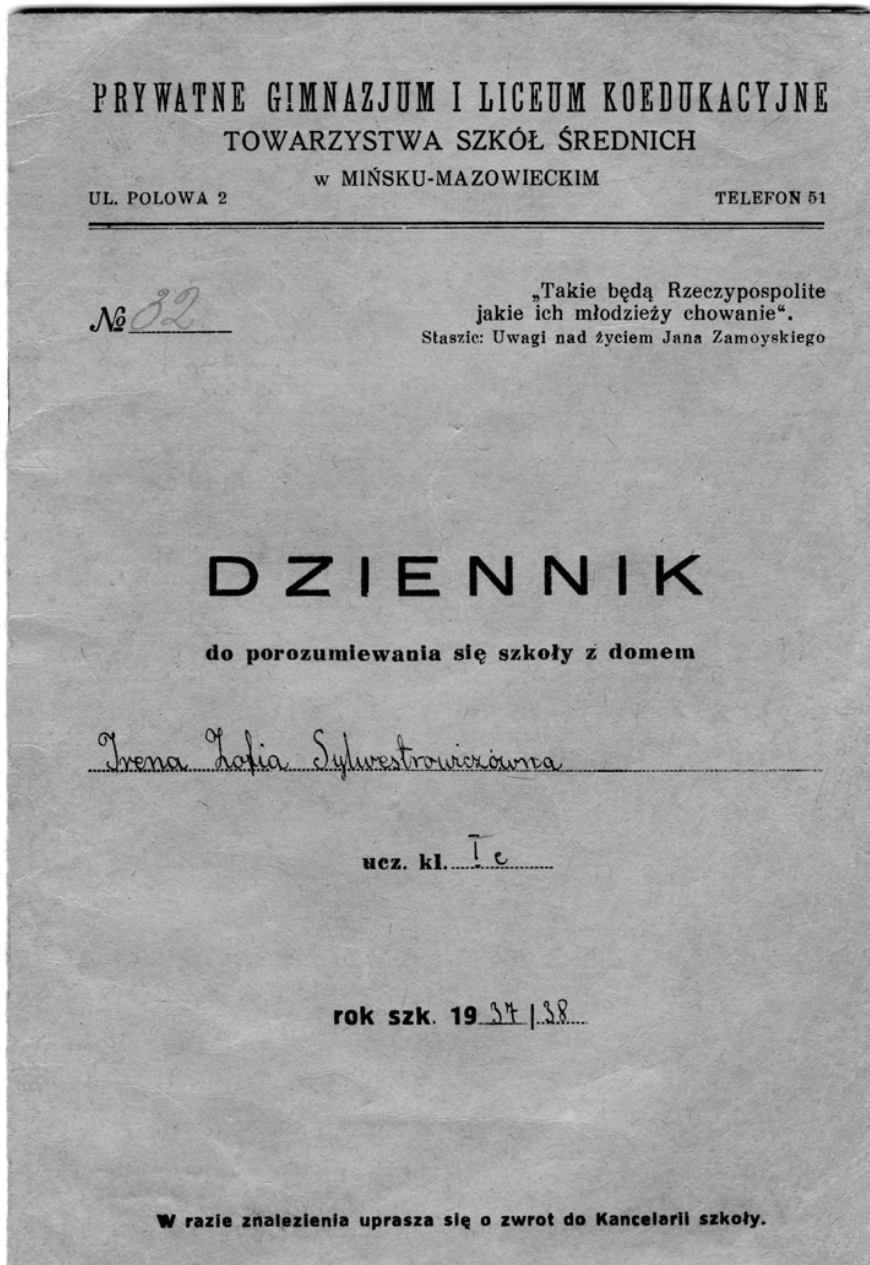 PRYWATNE GIMNAZJUM I LICEUM KOEDUKACYJNE
TOWARZYSTWA SZKÓŁ ŚREDNICH
w MIŃSKU-MAZOWIECKIM
UL. POLOWA 2 TELEFON 51
№ 32
„Takie będą Rzeczypospolite
jakie ich młodzieży chowanie“.
Staszic: Uwagi nad życiem Jana Zamoyskiego
DZIENNIK
do porozumiewania się szkoły z domem
Irena Zofia Sylwestrowiczówna
ucz. kl. I c
rok szk. 1937|38
W razie znalezienia uprasza się o zwrot do Kancelarii szkoły.